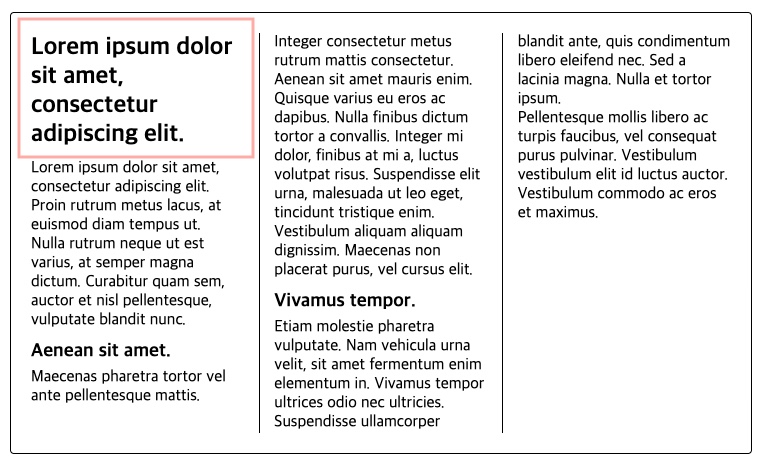 Lorem ipsum dolor
sit amet,
consectetur
adipiscing elit.
Lorem ipsum dolor sit amet,
consectetur adipiscing elit.
Proin rutrum metus lacus, at
euismod diam tempus ut.
Nulla rutrum neque ut est
varius, at semper magna
dictum. Curabitur quam sem,
auctor et nisl pellentesque,
vulputate blandit nunc.
Aenean sit amet.
Maecenas pharetra tortor vel
ante pellentesque mattis.
Integer consectetur metus
rutrum mattis consectetur.
Aenean sit amet mauris enim.
Quisque varius eu eros ac
dapibus. Nulla finibus dictum
tortor a convallis. Integer mi
dolor, finibus at mi a, luctus
volutpat risus. Suspendisse elit
urna, malesuada ut leo eget,
tincidunt tristique enim.
Vestibulum aliquam aliquam
dignissim. Maecenas non
placerat purus, vel cursus elit.
Vivamus tempor.
Etiam molestie pharetra
vulputate. Nam vehicula urna
velit, sit amet fermentum enim
elementum in. Vivamus tempor
ultrices odio nec ultricies.
Suspendisse ullamcorper
blandit ante, quis condimentum
libero eleifend nec. Sed a
lacinia magna. Nulla et tortor
ipsum.
Pellentesque mollis libero ac
turpis faucibus, vel consequat
purus pulvinar. Vestibulum
vestibulum elit id luctus auctor.
Vestibulum commodo ac eros
et maximus.